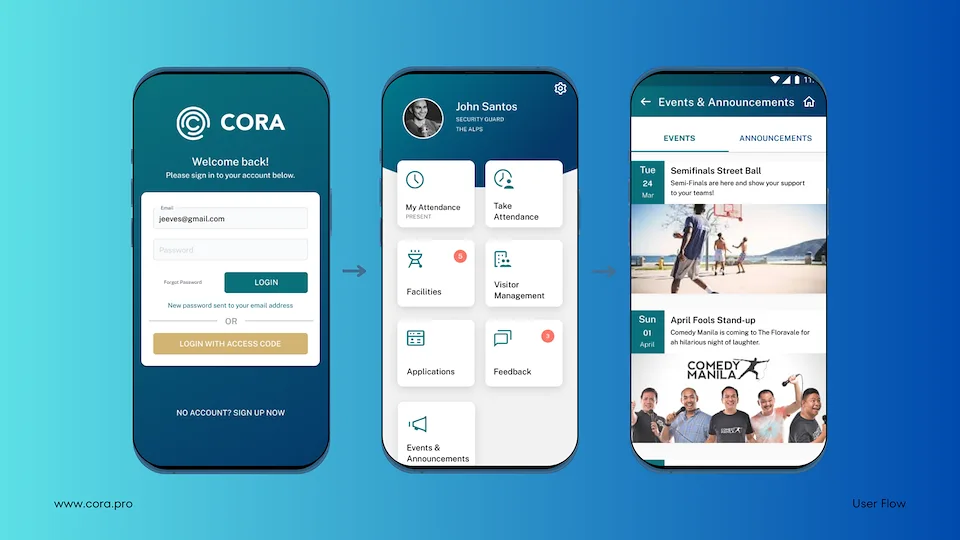 CORA
Welcome back!
Please sign in to your account below.
Email
jeeves@gmail.com
Password
Forgot Password
LOGIN
New password sent to your email address
OR
LOGIN WITH ACCESS CODE
NO ACCOUNT? SIGN UP NOW
John Santos
SECURITY GUARD
THE ALPS
My Attendance
PRESENT
Take
Attendance
5
Facilities
Visitor
Management
Applications
Feedback
Events &
Announcements
Events & Announcements
EVENTS
ANNOUNCEMENTS
Tue
24
Mar
Semifinals Street Ball
Semi-Finals are here and show your support
to your teams!
Sun
01
April
April Fools Stand-up
Comedy Manila is coming to The Floravale for
ah hilarious night of laughter.
COMEDY
MANILA
www.cora.pro
User Flow